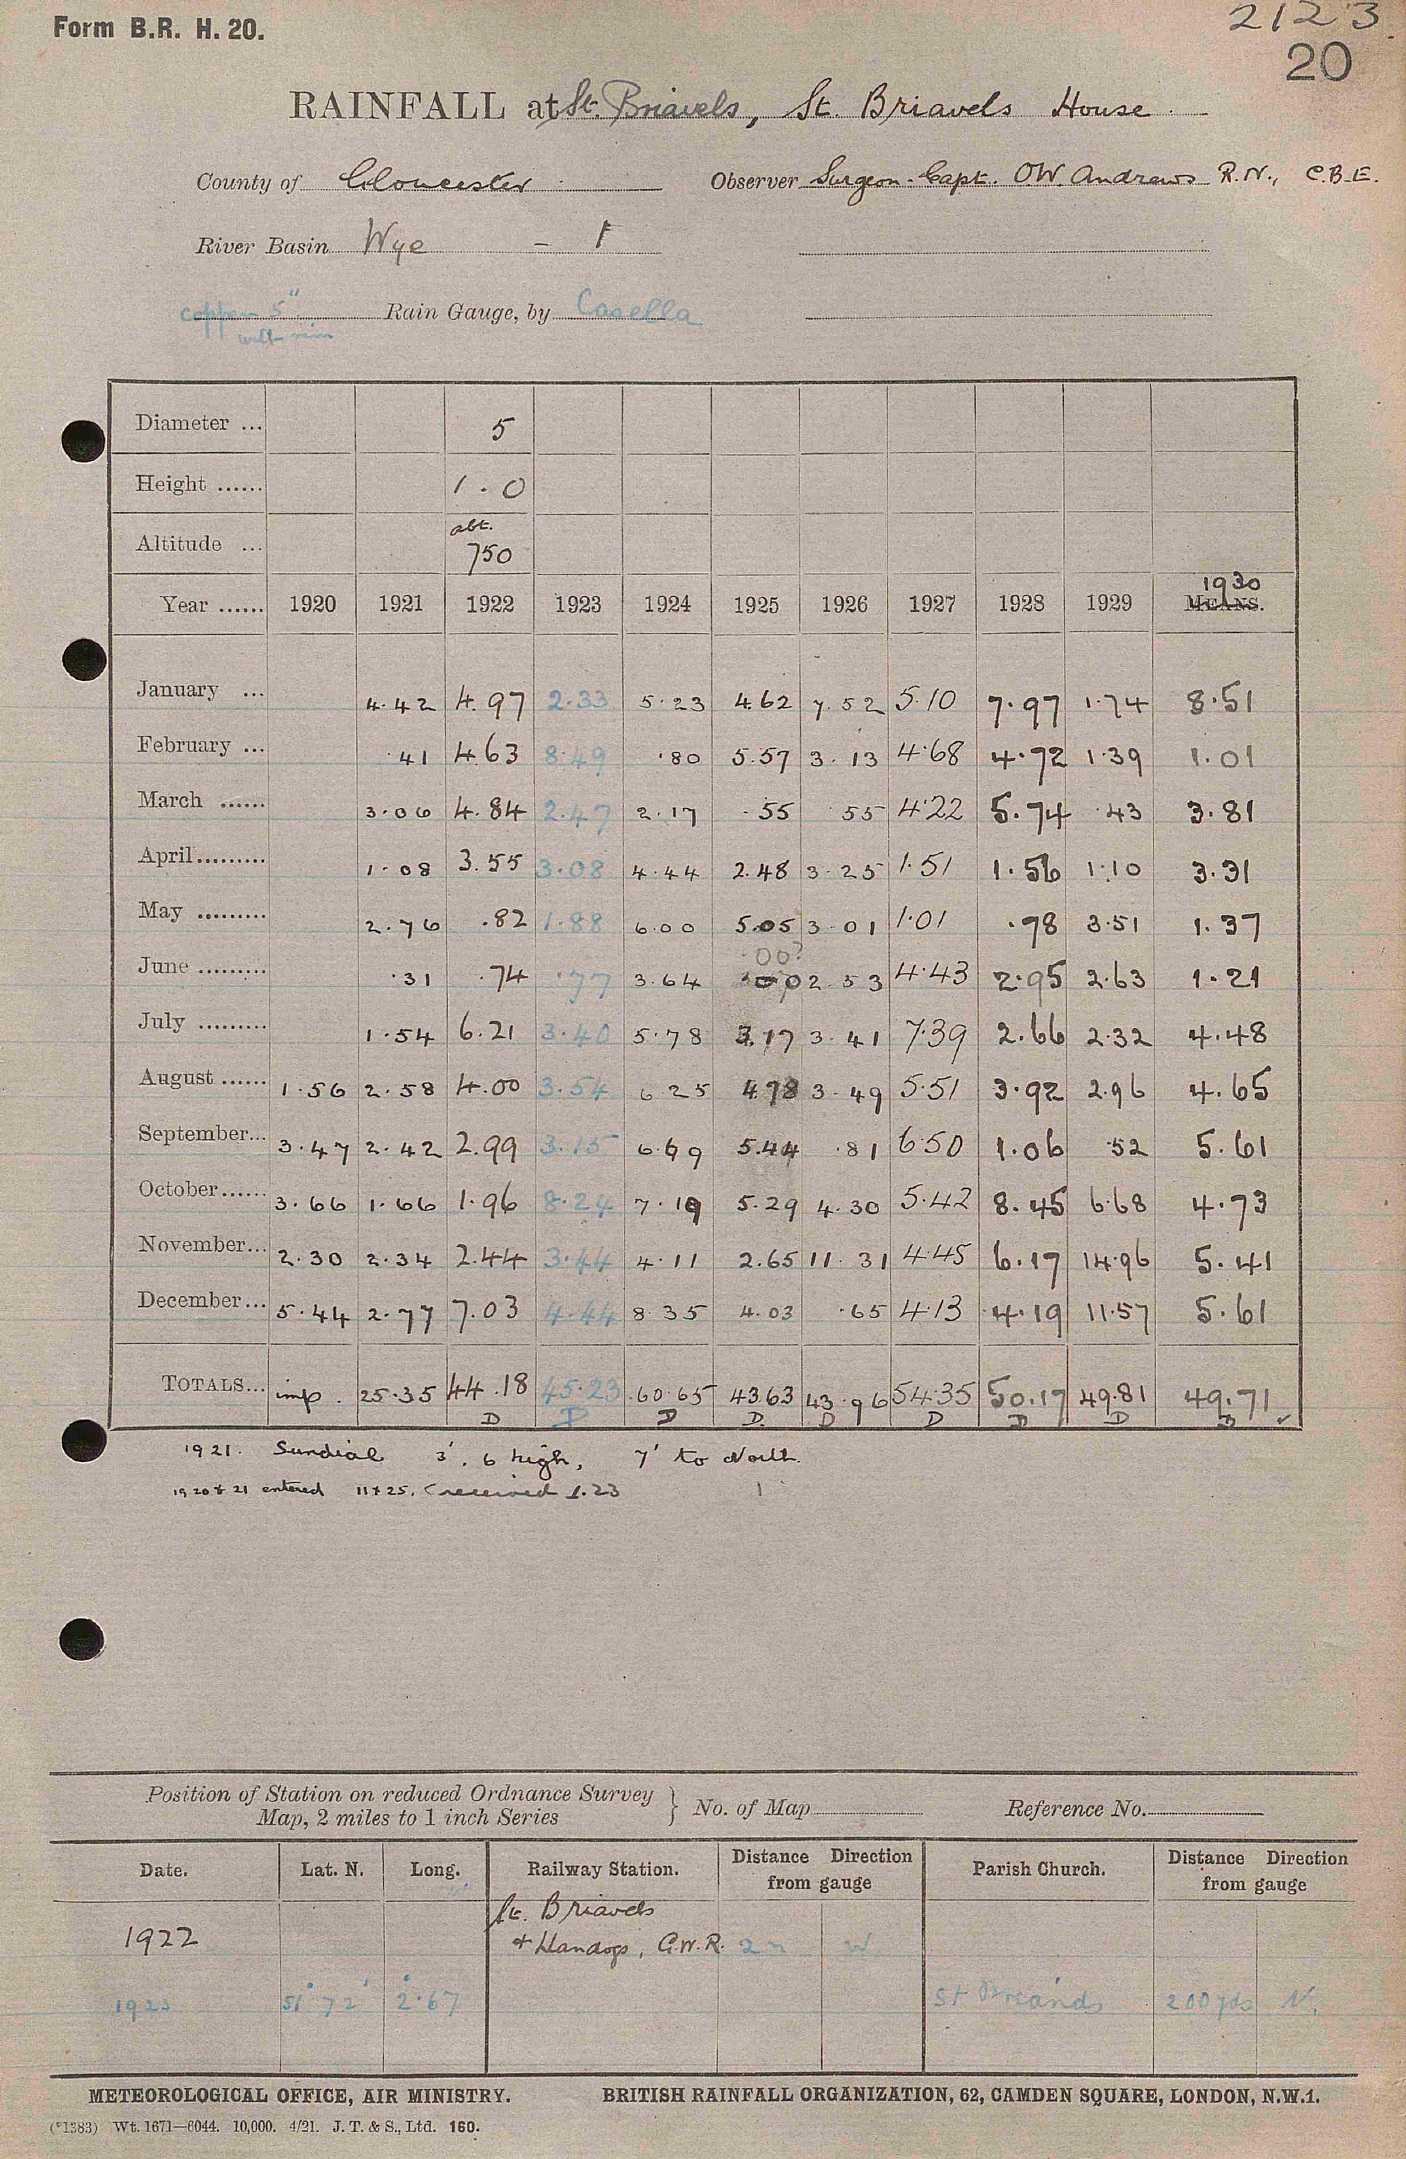 Form B.R. H. 20.
2123
20
RAINFALL at St. Briavels, St. Briavels House
County of Gloucester Observer Surgeon-Capt. O.W. Andrews R.N., C.B.E.
River Basin Wye - 1
copper 5" Rain Gauge, by Casella
with rim
Diameter ... 5
Height ...... 1.0
abt.
Altitude ... 750
1930
Year ...... 1920 1921 1922 1923 1924 1925 1926 1927 1928 1929 MEANS.
January ... 4.42 4.97 2.33 5.23 4.62 7.52 5.10 7.97 1.74 8.51
February ... .41 4.63 8.49 .80 5.57 3.13 4.68 4.72 1.39 1.01
March ...... 3.06 4.84 2.47 2.17 .55 .55 4.22 5.74 .43 3.81
April......... 1.08 3.55 3.08 4.44 2.48 3.25 1.51 1.56 1.10 3.31
May ......... 2.76 .82 1.88 6.00 5.05 3.01 1.01 .78 3.51 1.37
.00?
June ......... .31 .74 .77 3.64 .00 2.53 4.43 2.95 2.63 1.21
July ......... 1.54 6.21 3.40 5.78 3.17 3.41 7.39 2.66 2.32 4.48
August ...... 1.56 2.58 4.00 3.54 6.25 4.78 3.49 5.51 3.92 2.96 4.65
September... 3.47 2.42 2.99 3.15 6.69 5.44 .81 6.50 1.06 .52 5.61
October...... 3.66 1.66 1.96 8.24 7.19 5.29 4.30 5.42 8.45 6.68 4.73
November... 2.30 2.34 2.44 3.44 4.11 2.65 11.31 4.45 6.17 14.96 5.41
December... 5.44 2.77 7.03 4.44 8.35 4.03 .65 4.13 4.19 11.57 5.61
TOTALS... imp. 25.35 44.18 45.23 60.65 43.63 43.96 54.35 50.17 49.81 49.71
D D D D D D D D B ✓
1921. Sundial 3'.6 high, 7' to North.
1920 & 21 entered 11+25. (received 1.23
Position of Station on reduced Ordnance Survey
Map, 2 miles to 1 inch Series } No. of Map Reference No.
Date. Lat. N. Long. Railway Station. Distance Direction from gauge Parish Church. Distance Direction from gauge
1922 St. Briavels
+ Llandogo, G.W.R. 2 m W
1923 51° 72' 2° 67 St Briands 200 yds N.
METEOROLOGICAL OFFICE, AIR MINISTRY. BRITISH RAINFALL ORGANIZATION, 62, CAMDEN SQUARE, LONDON, N.W.1.
(*1383) Wt. 1671—6044. 10,000. 4/21. J. T. & S., Ltd. 160.